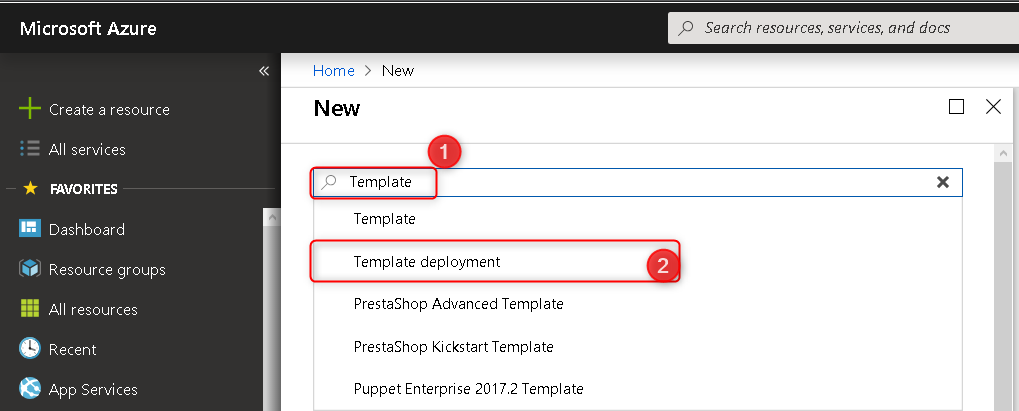 Microsoft Azure
Search resources, services, and docs
«
Home > New
New
Create a resource
All services
FAVORITES
Dashboard
Resource groups
All resources
Recent
App Services
1
Template
Template
Template deployment
2
PrestaShop Advanced Template
PrestaShop Kickstart Template
Puppet Enterprise 2017.2 Template